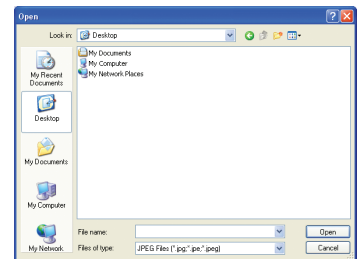 Open
Look in:
Desktop
My Documents
My Computer
My Network Places
My Recent
Documents
Desktop
My Documents
My Computer
My Network
File name:
Open
Files of type:
JPEG Files (*.jpg;*.jpe;*.jpeg)
Cancel